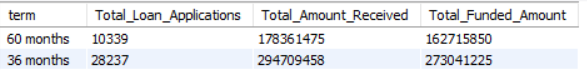 term Total_Loan_Applications Total_Amount_Received Total_Funded_Amount
60 months 10339 178361475 162715850
36 months 28237 294709458 273041225